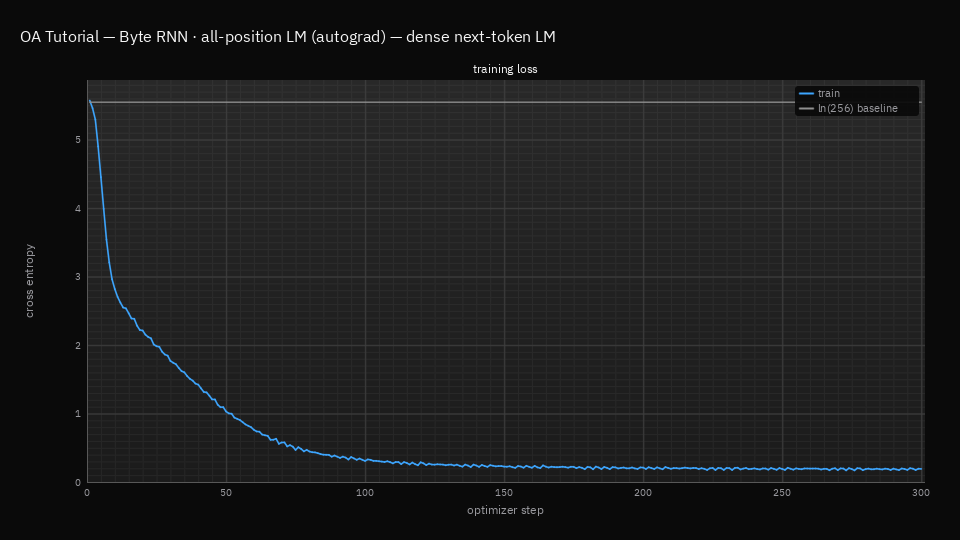 OA Tutorial — Byte RNN · all-position LM (autograd) — dense next-token LM
training loss
train
ln(256) baseline
5
4
3
2
1
0
cross entropy
0 50 100 150 200 250 300
optimizer step